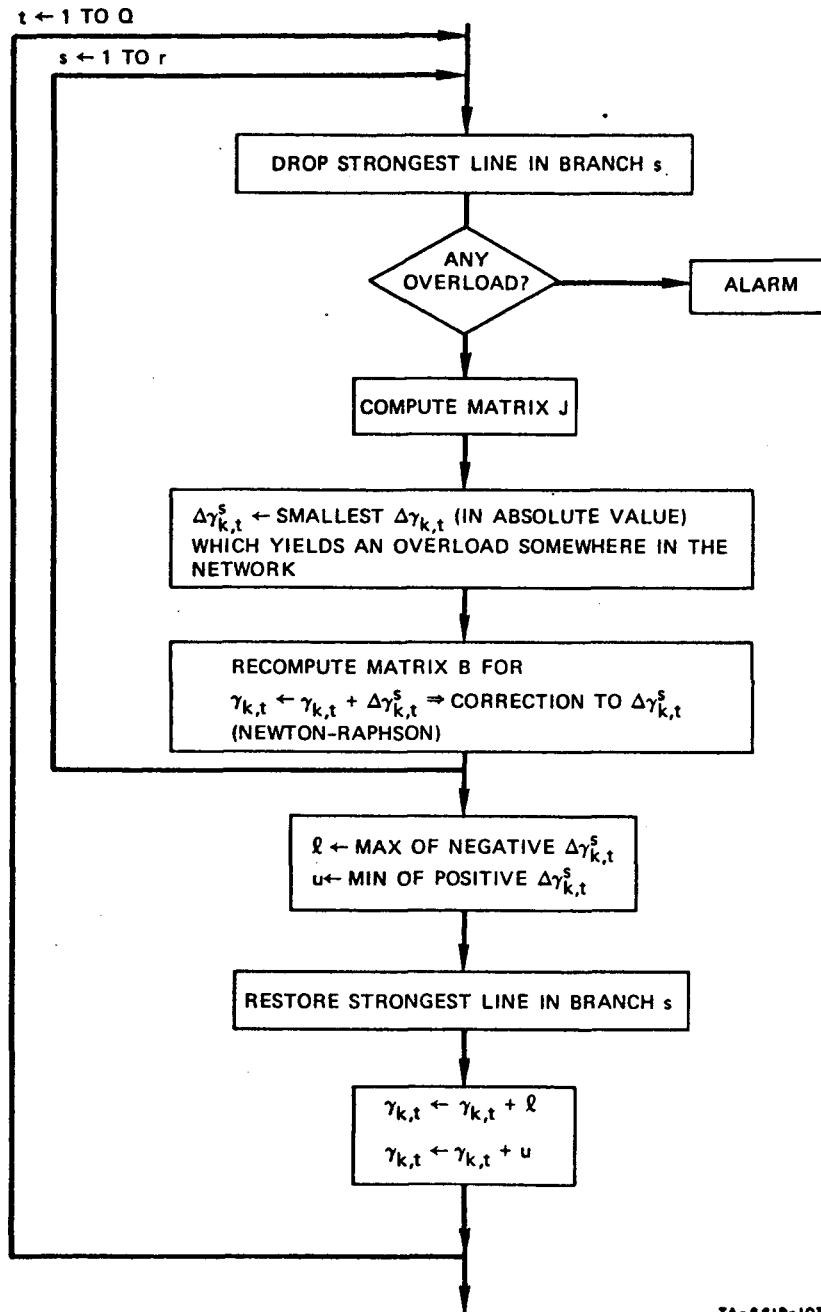 t ← 1 TO Q
s ← 1 TO r
DROP STRONGEST LINE IN BRANCH s
ANY
OVERLOAD?
ALARM
COMPUTE MATRIX J
Δγ^s_{k,t} ← SMALLEST Δγ_{k,t} (IN ABSOLUTE VALUE)
WHICH YIELDS AN OVERLOAD SOMEWHERE IN THE
NETWORK
RECOMPUTE MATRIX B FOR
γ_{k,t} ← γ_{k,t} + Δγ^s_{k,t} ⇒ CORRECTION TO Δγ^s_{k,t}
(NEWTON-RAPHSON)
ℓ ← MAX OF NEGATIVE Δγ^s_{k,t}
u ← MIN OF POSITIVE Δγ^s_{k,t}
RESTORE STRONGEST LINE IN BRANCH s
γ_{k,t} ← γ_{k,t} + ℓ
γ_{k,t} ← γ_{k,t} + u